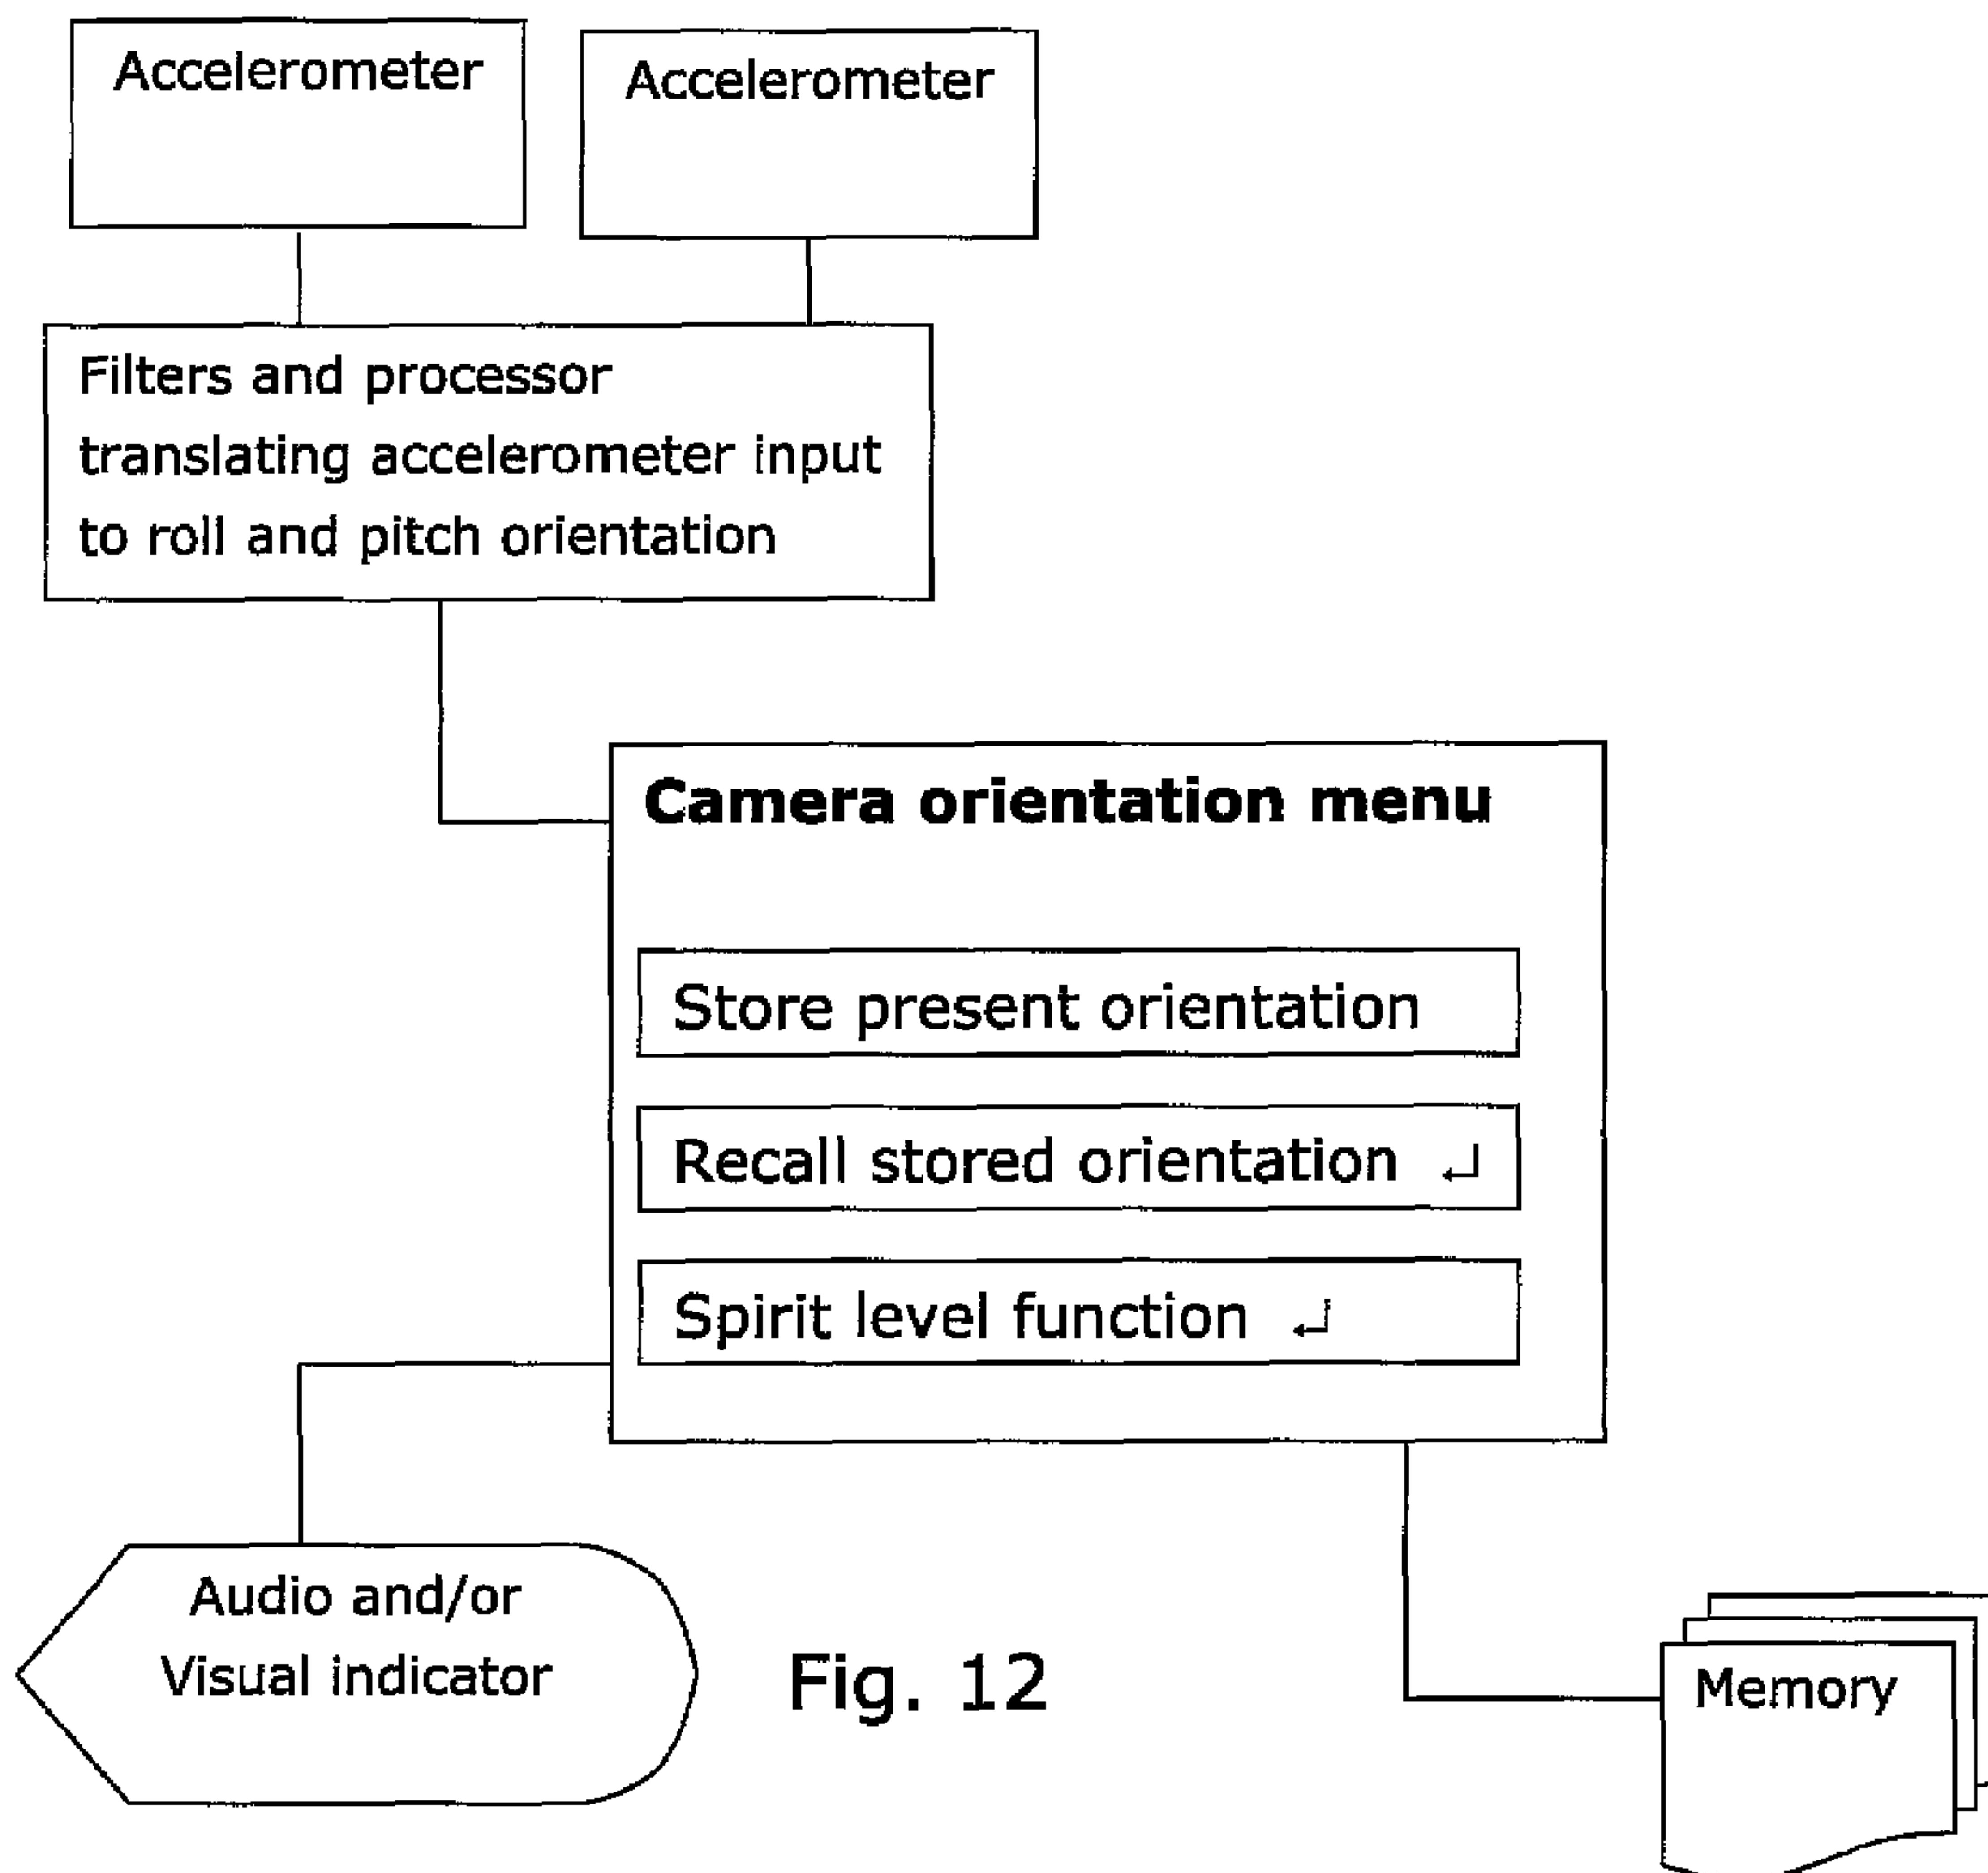 Accelerometer
Accelerometer
Filters and processor
translating accelerometer input
to roll and pitch orientation
Camera orientation menu
Store present orientation
Recall stored orientation ↵
Spirit level function ↵
Audio and/or
Visual indicator
Fig. 12
Memory